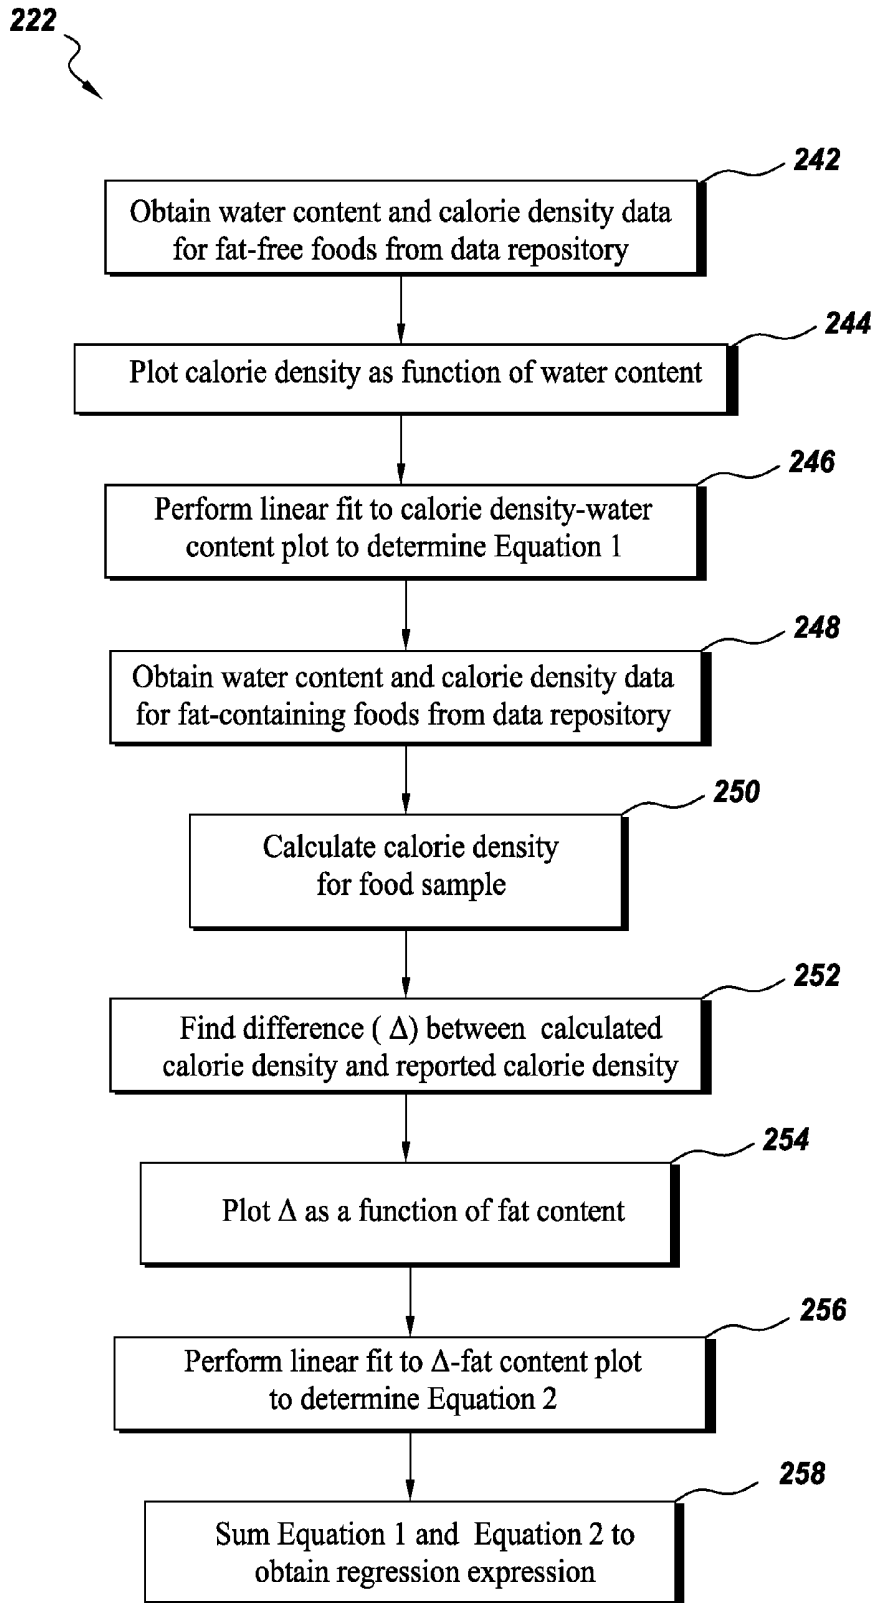 222
242
Obtain water content and calorie density data
for fat-free foods from data repository
244
Plot calorie density as function of water content
246
Perform linear fit to calorie density-water
content plot to determine Equation 1
248
Obtain water content and calorie density data
for fat-containing foods from data repository
250
Calculate calorie density
for food sample
252
Find difference ( Δ) between calculated
calorie density and reported calorie density
254
Plot Δ as a function of fat content
256
Perform linear fit to Δ-fat content plot
to determine Equation 2
258
Sum Equation 1 and Equation 2 to
obtain regression expression